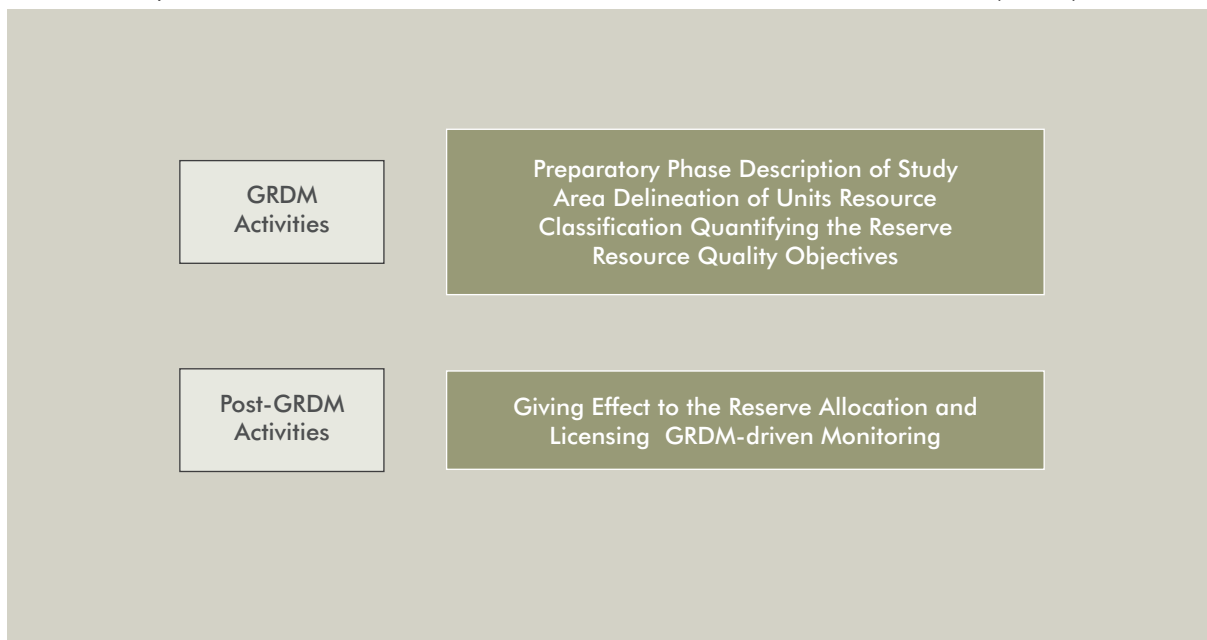 GRDM
Activities
Preparatory Phase Description of Study
Area Delineation of Units Resource
Classification Quantifying the Reserve
Resource Quality Objectives
Post-GRDM
Activities
Giving Effect to the Reserve Allocation and
Licensing GRDM-driven Monitoring